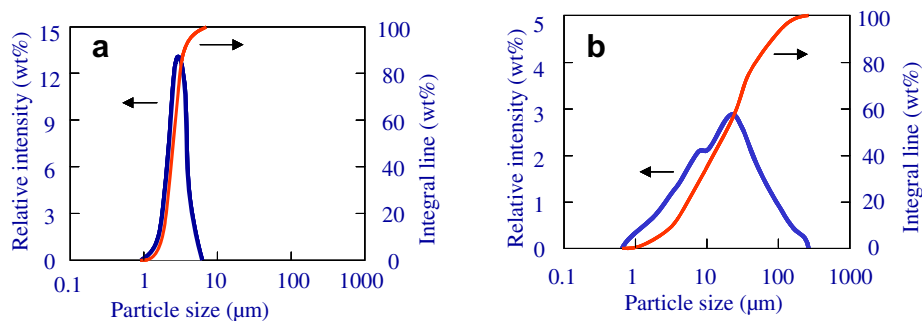 a
Relative intensity (wt%)
15
12
9
6
3
0
100
80
60
40
20
0
Integral line (wt%)
0.1 1 10 100 1000
Particle size (µm)
b
Relative intensity (wt%)
5
4
3
2
1
0
100
80
60
40
20
0
Integral line (wt%)
0.1 1 10 100 1000
Particle size (µm)